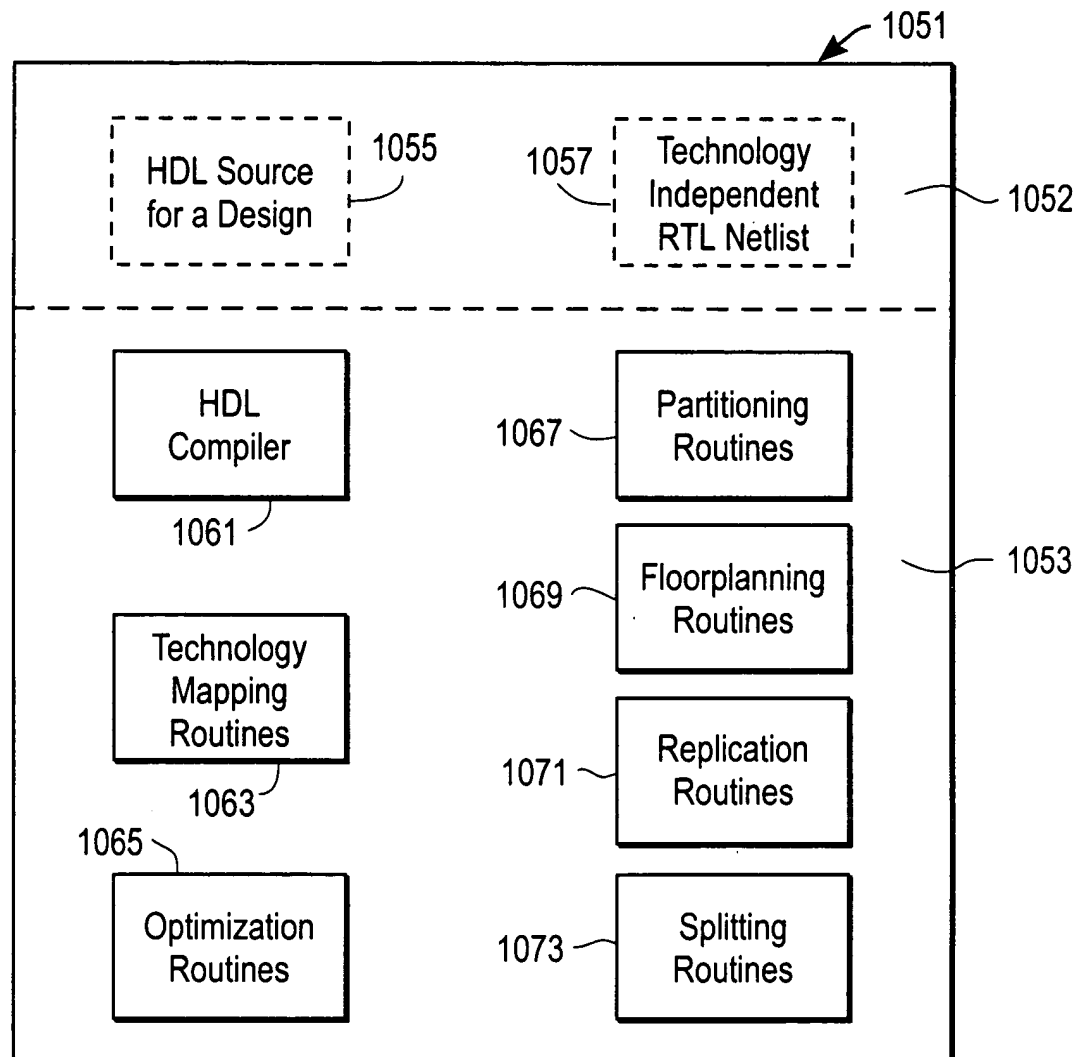 1051
HDL Source
for a Design
1055
1057
Technology
Independent
RTL Netlist
1052
HDL
Compiler
1061
1067
Partitioning
Routines
1053
1069
Floorplanning
Routines
Technology
Mapping
Routines
1063
1071
Replication
Routines
1065
Optimization
Routines
1073
Splitting
Routines